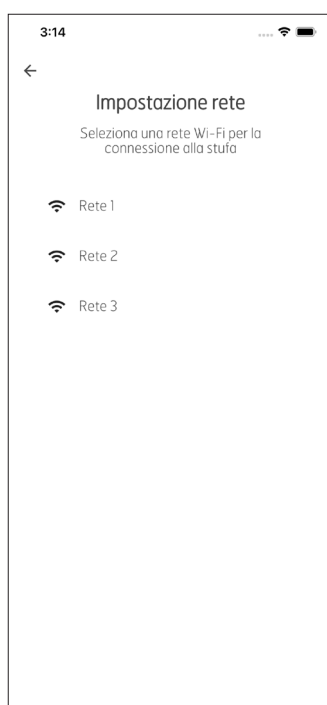 3:14
Impostazione rete
Seleziona una rete Wi-Fi per la
connessione alla stufa
Rete 1
Rete 2
Rete 3